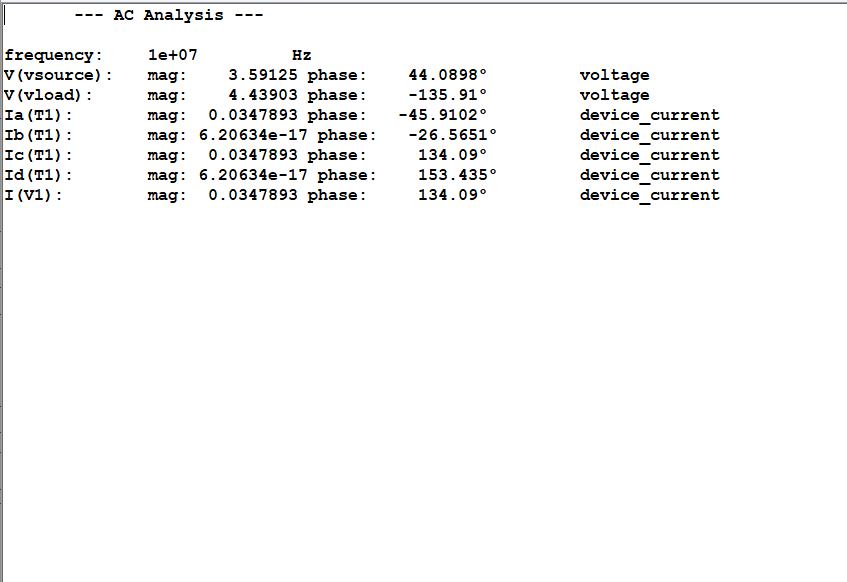 --- AC Analysis ---
frequency: 1e+07 Hz
V(vsource): mag: 3.59125 phase: 44.0898° voltage
V(vload): mag: 4.43903 phase: -135.91° voltage
Ia(T1): mag: 0.0347893 phase: -45.9102° device_current
Ib(T1): mag: 6.20634e-17 phase: -26.5651° device_current
Ic(T1): mag: 0.0347893 phase: 134.09° device_current
Id(T1): mag: 6.20634e-17 phase: 153.435° device_current
I(V1): mag: 0.0347893 phase: 134.09° device_current